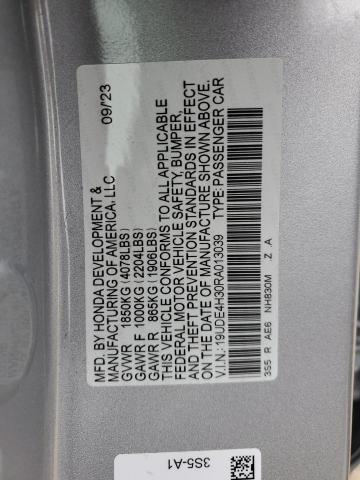 MFD. BY HONDA DEVELOPMENT & 09/23
MANUFACTURING OF AMERICA, LLC
GVWR 1850KG (4078LBS)
GAWR F 1000KG (2204LBS)
GAWR R 865KG (1906LBS)
THIS VEHICLE CONFORMS TO ALL APPLICABLE
FEDERAL MOTOR VEHICLE SAFETY, BUMPER,
AND THEFT PREVENTION STANDARDS IN EFFECT
ON THE DATE OF MANUFACTURE SHOWN ABOVE.
V.I.N.: 19UDE4H30RA013039 TYPE: PASSENGER CAR
3S5 R AE6 NH830M Z A
3S5-A1